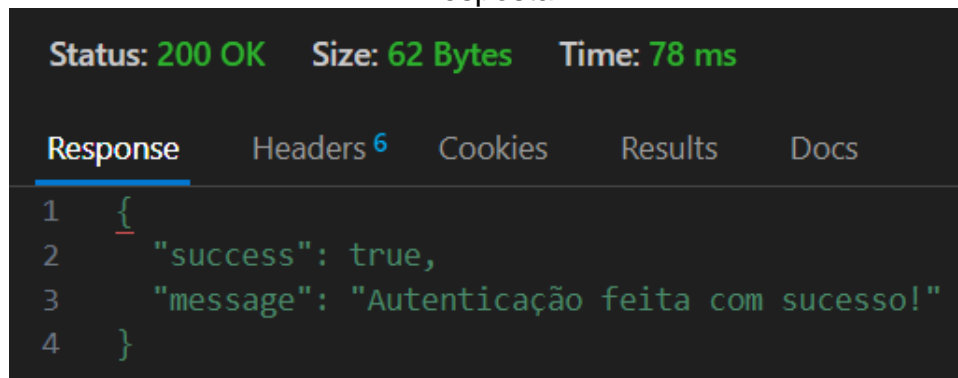 Status: 200 OK Size: 62 Bytes Time: 78 ms
Response Headers 6 Cookies Results Docs
1 {
2 "success": true,
3 "message": "Autenticação feita com sucesso!"
4 }